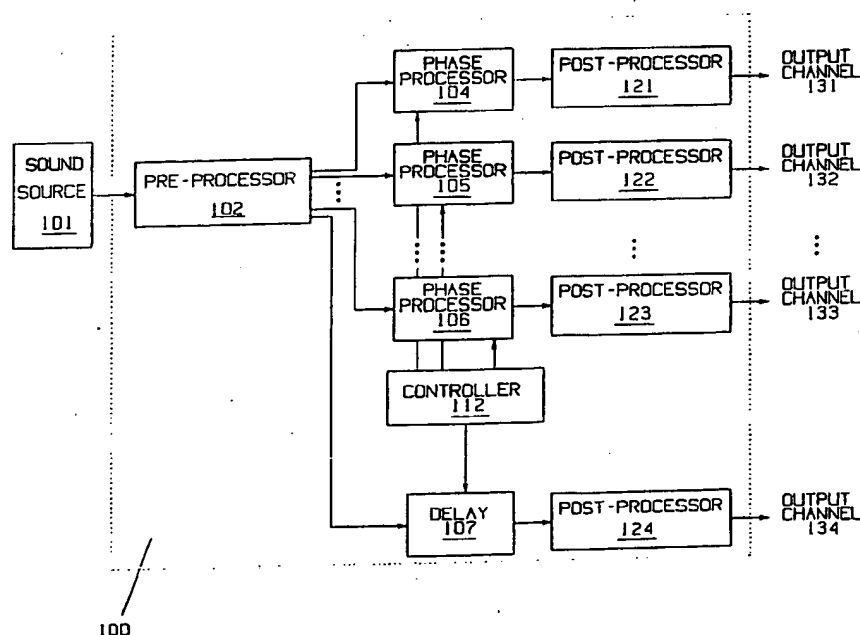 PHASE
PROCESSOR
104
POST-PROCESSOR
121
OUTPUT
CHANNEL
131
SOUND
SOURCE
101
PRE-PROCESSOR
102
PHASE
PROCESSOR
105
POST-PROCESSOR
122
OUTPUT
CHANNEL
132
PHASE
PROCESSOR
106
POST-PROCESSOR
123
OUTPUT
CHANNEL
133
CONTROLLER
112
DELAY
107
POST-PROCESSOR
124
OUTPUT
CHANNEL
134
100